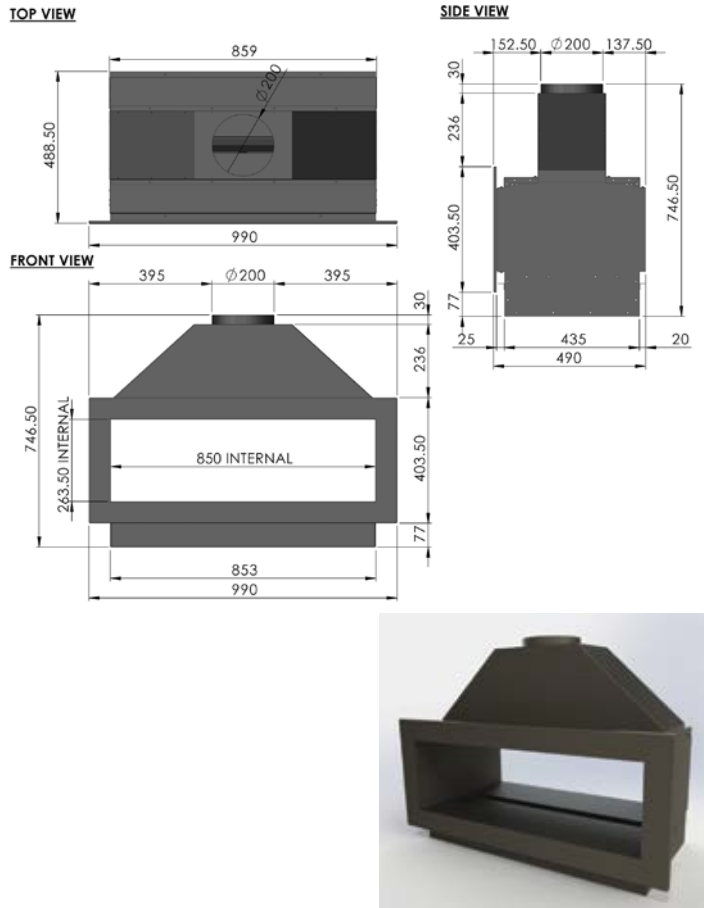 TOP VIEW
859
Ø200
488.50
990
SIDE VIEW
152.50 Ø200 137.50
30
236
403.50
77
746.50
25 435 20
490
FRONT VIEW
395 Ø200 395
30
236
746.50
263.50 INTERNAL
850 INTERNAL
403.50
77
853
990